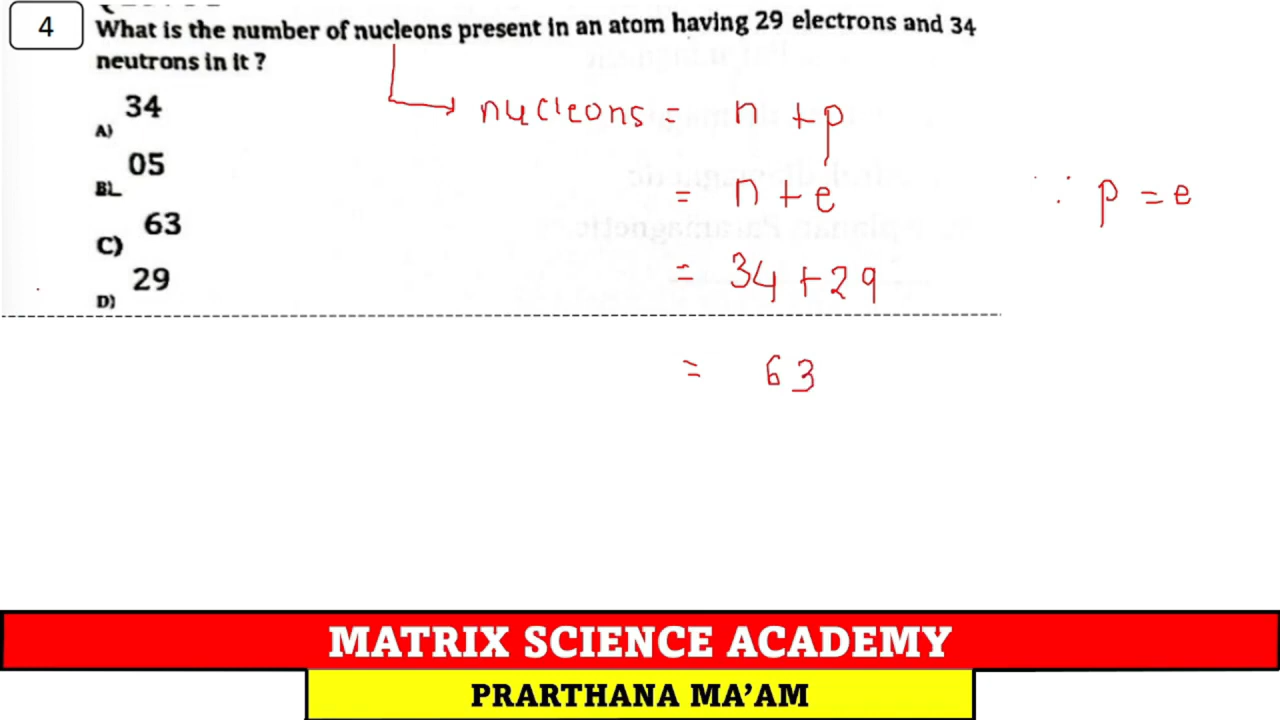 4
What is the number of nucleons present in an atom having 29 electrons and 34
neutrons in it ?
A) 34
B) 05
C) 63
D) 29
nucleons = n + p
= n + e ∵ p = e
= 34 + 29
= 63
MATRIX SCIENCE ACADEMY
PRARTHANA MA’AM